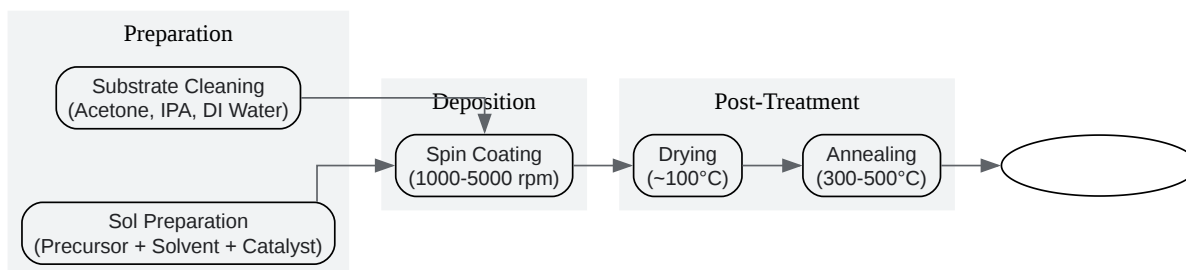 Preparation
Substrate Cleaning
(Acetone, IPA, DI Water)
Sol Preparation
(Precursor + Solvent + Catalyst)
Deposition
Spin Coating
(1000-5000 rpm)
Post-Treatment
Drying
(~100°C)
Annealing
(300-500°C)